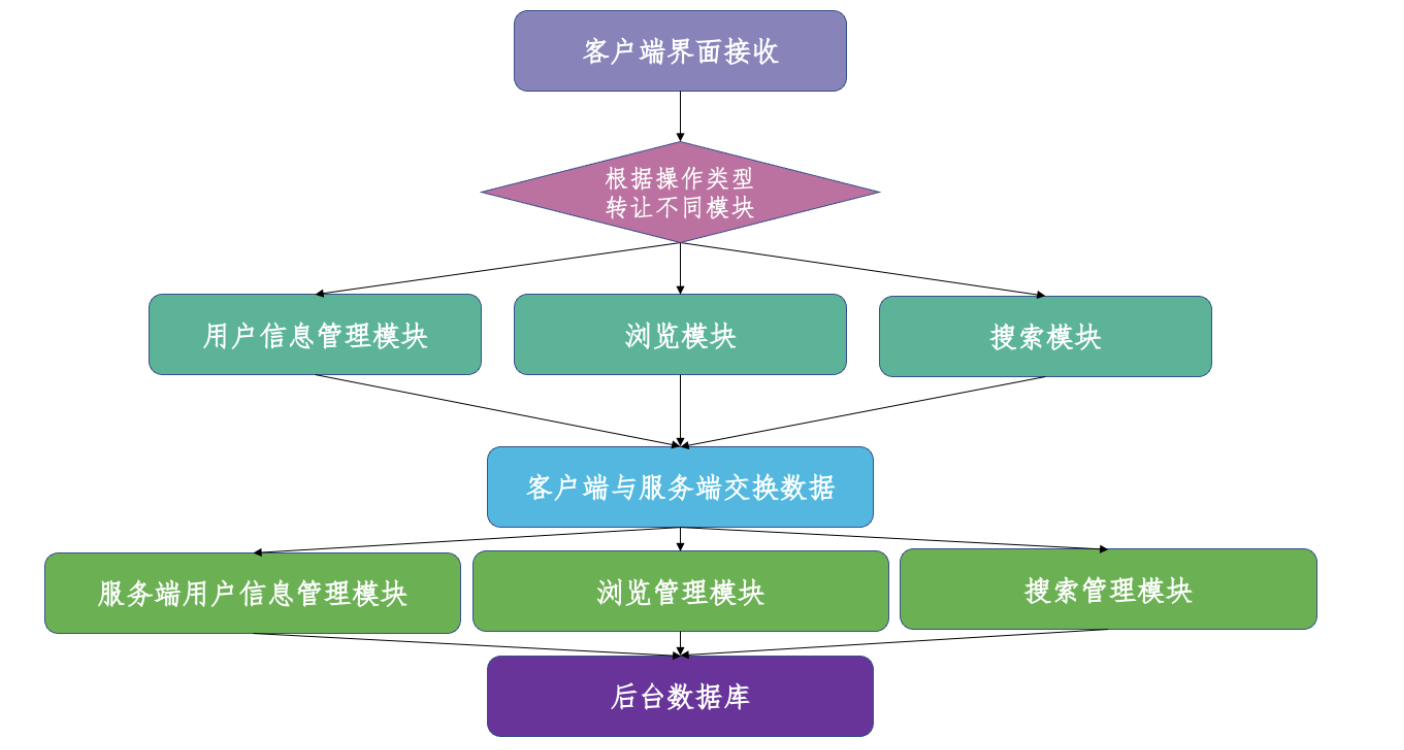 客户端界面接收
根据操作类型
转让不同模块
用户信息管理模块
浏览模块
搜索模块
客户端与服务端交换数据
服务端用户信息管理模块
浏览管理模块
搜索管理模块
后台数据库